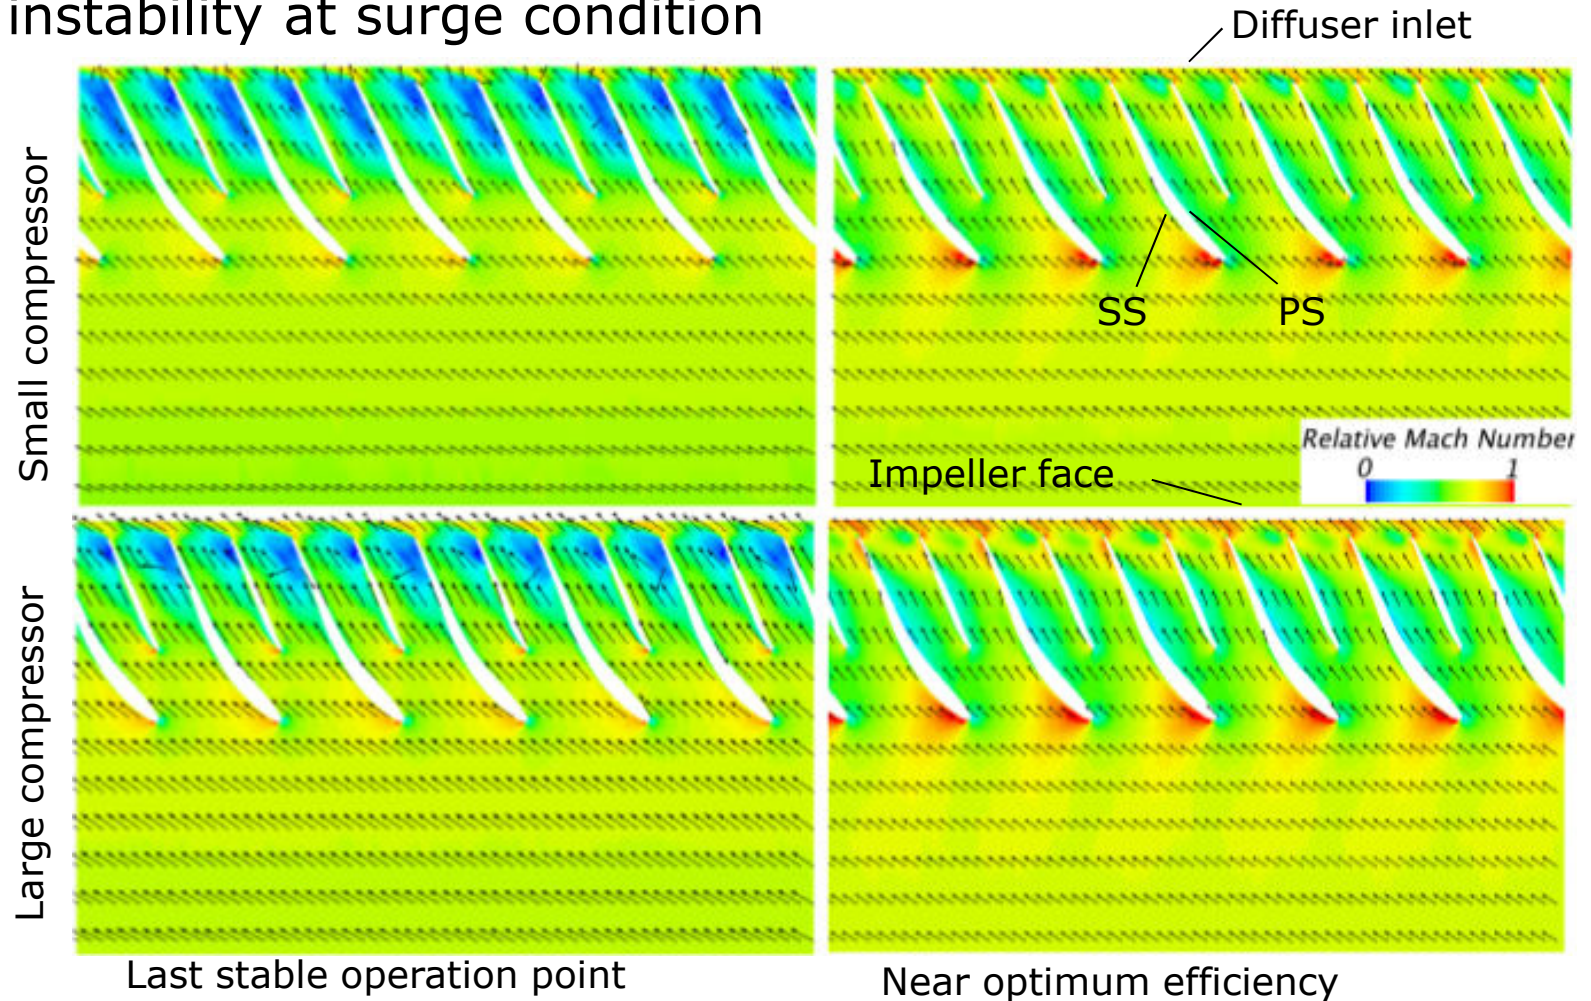 instability at surge condition
Diffuser inlet
Small compressor
SS
PS
Relative Mach Number
0
1
Impeller face
Large compressor
Last stable operation point
Near optimum efficiency